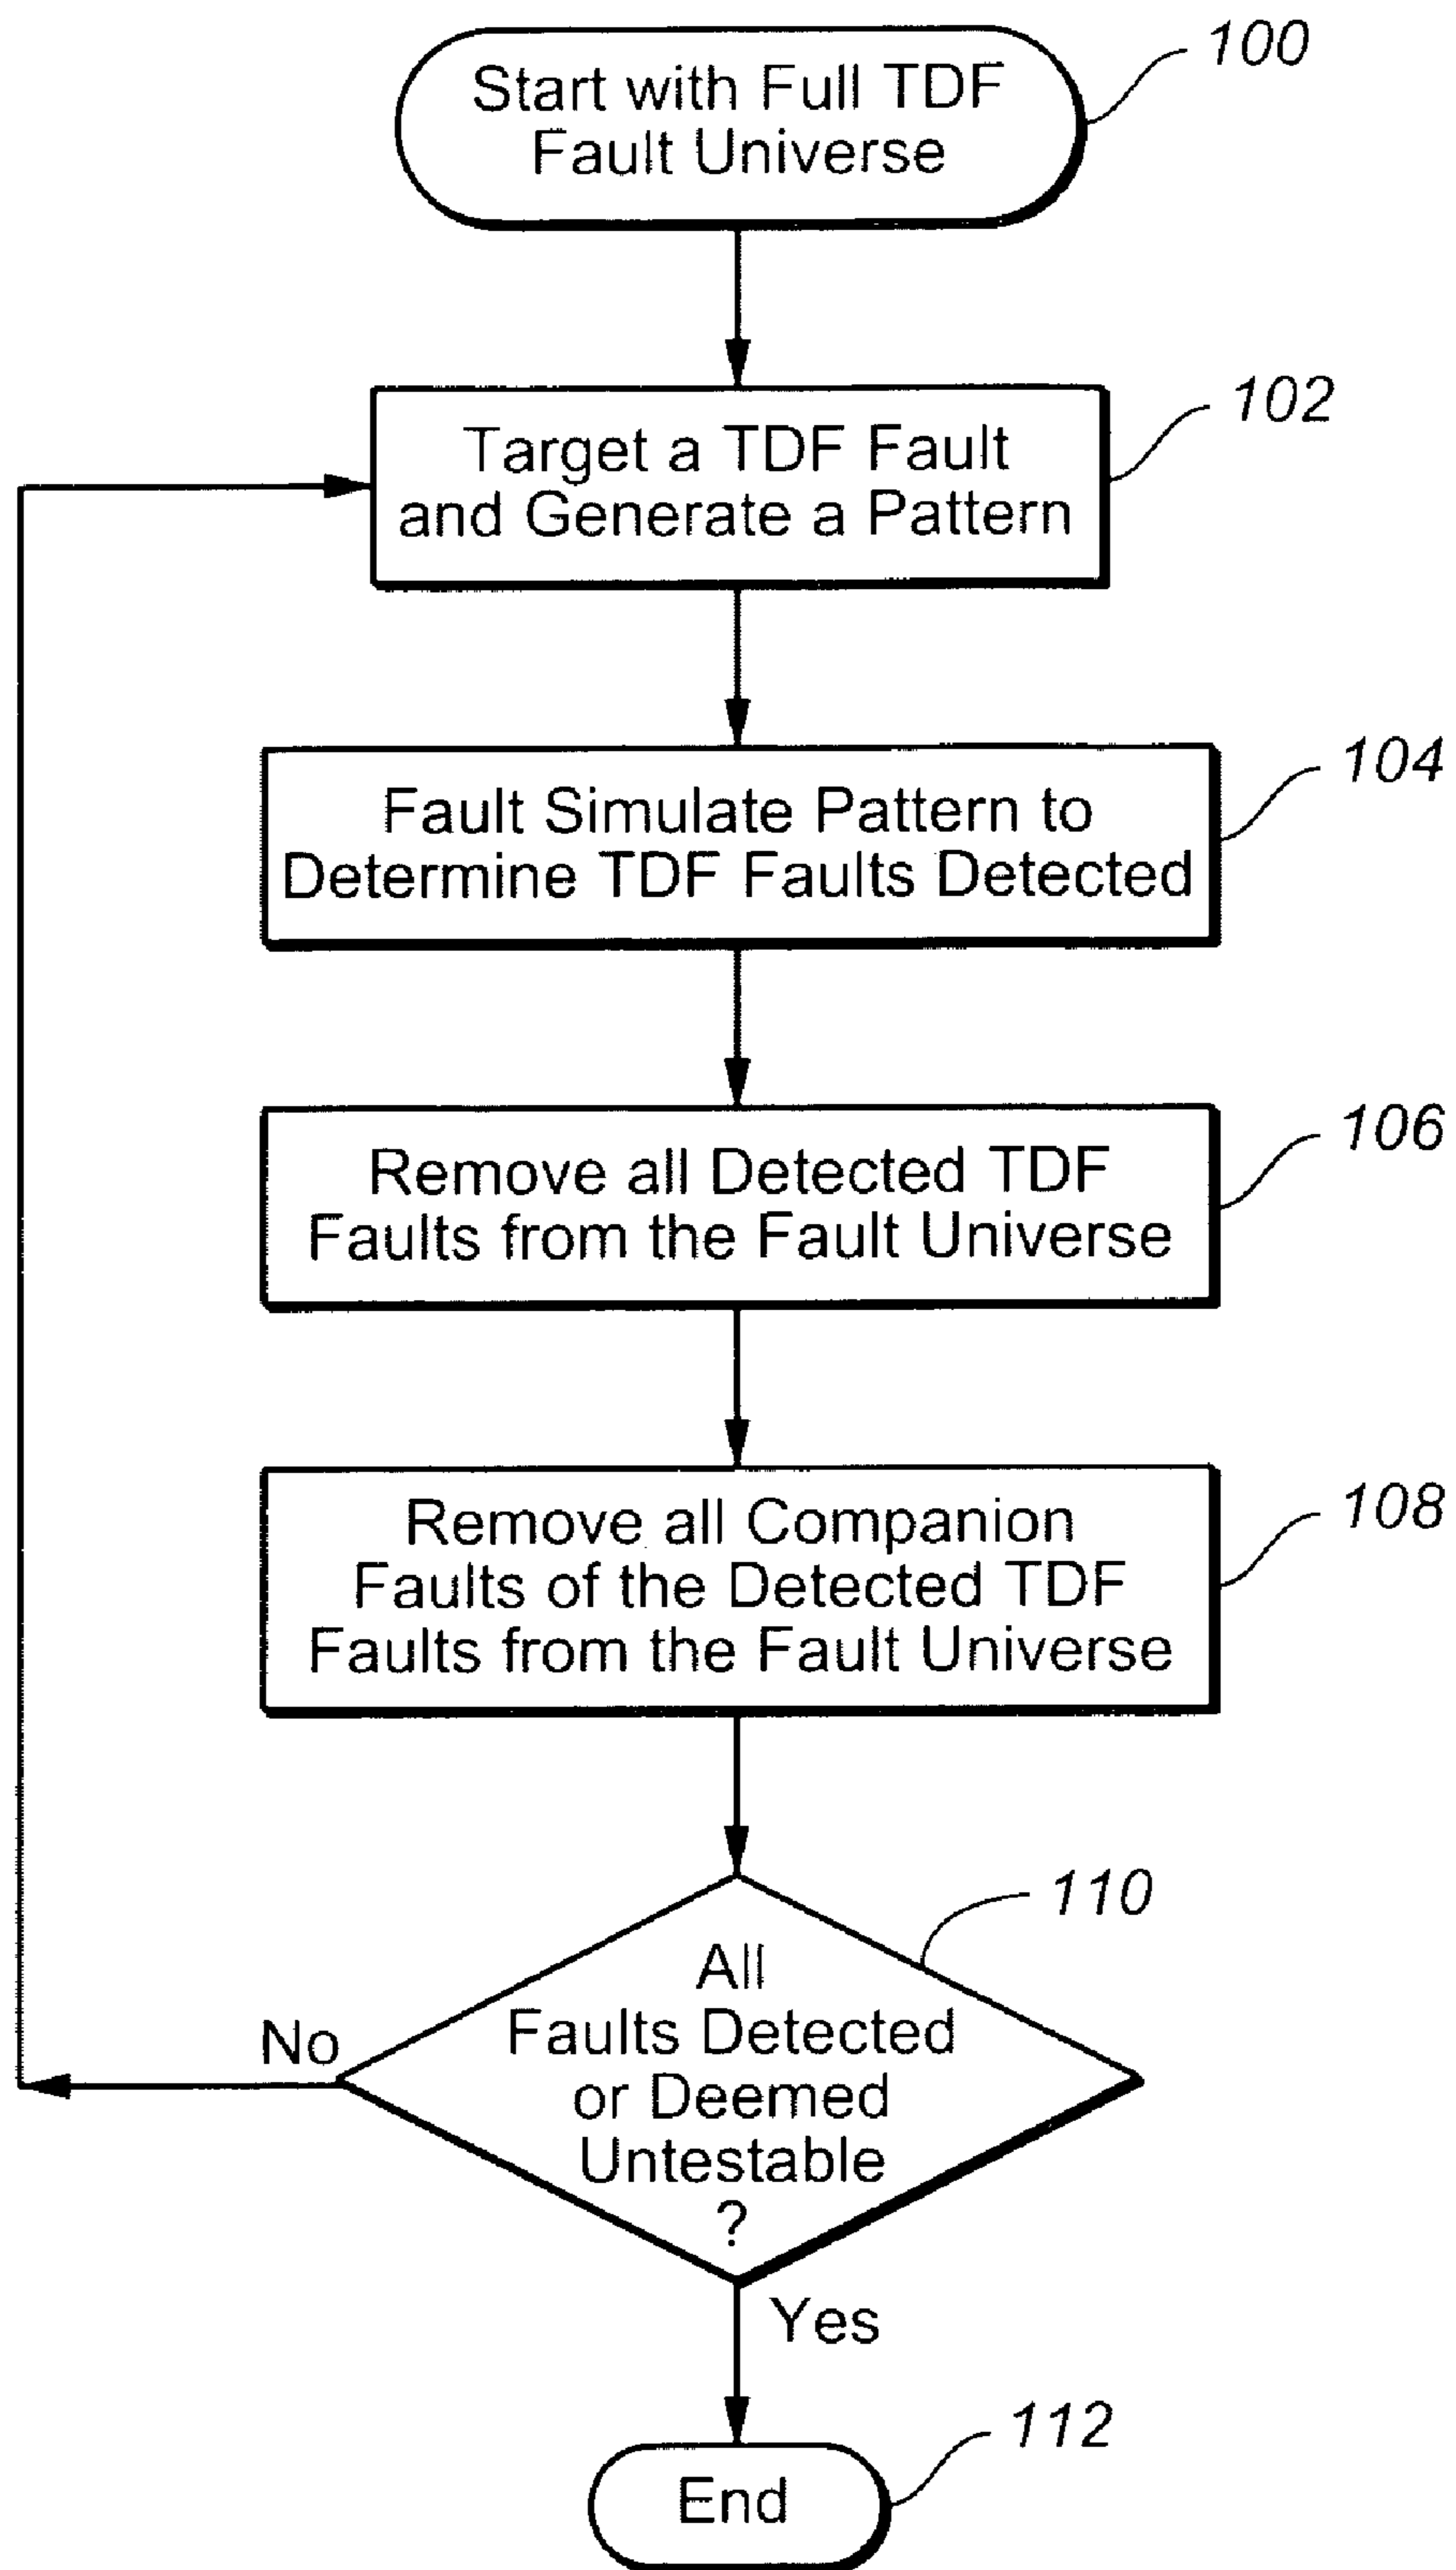 100
Start with Full TDF
Fault Universe
102
Target a TDF Fault
and Generate a Pattern
104
Fault Simulate Pattern to
Determine TDF Faults Detected
106
Remove all Detected TDF
Faults from the Fault Universe
108
Remove all Companion
Faults of the Detected TDF
Faults from the Fault Universe
110
All
Faults Detected
or Deemed
Untestable
?
No
Yes
112
End